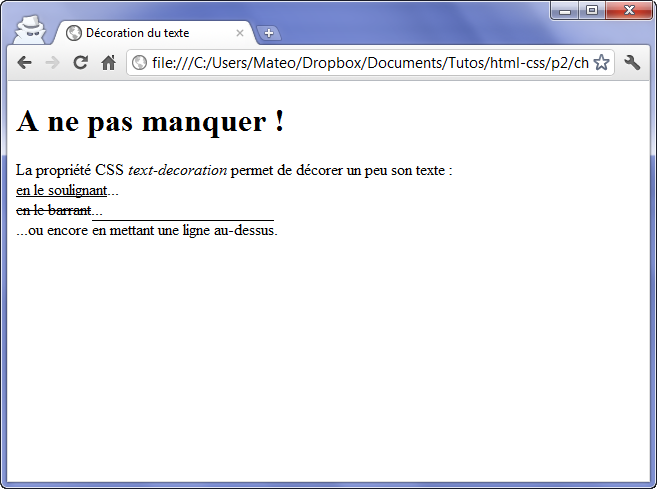 Décoration du texte
file:///C:/Users/Mateo/Dropbox/Documents/Tutos/html-css/p2/ch
A ne pas manquer !
La propriété CSS text-decoration permet de décorer un peu son texte :
en le soulignant...
en le barrant...
...ou encore en mettant une ligne au-dessus.